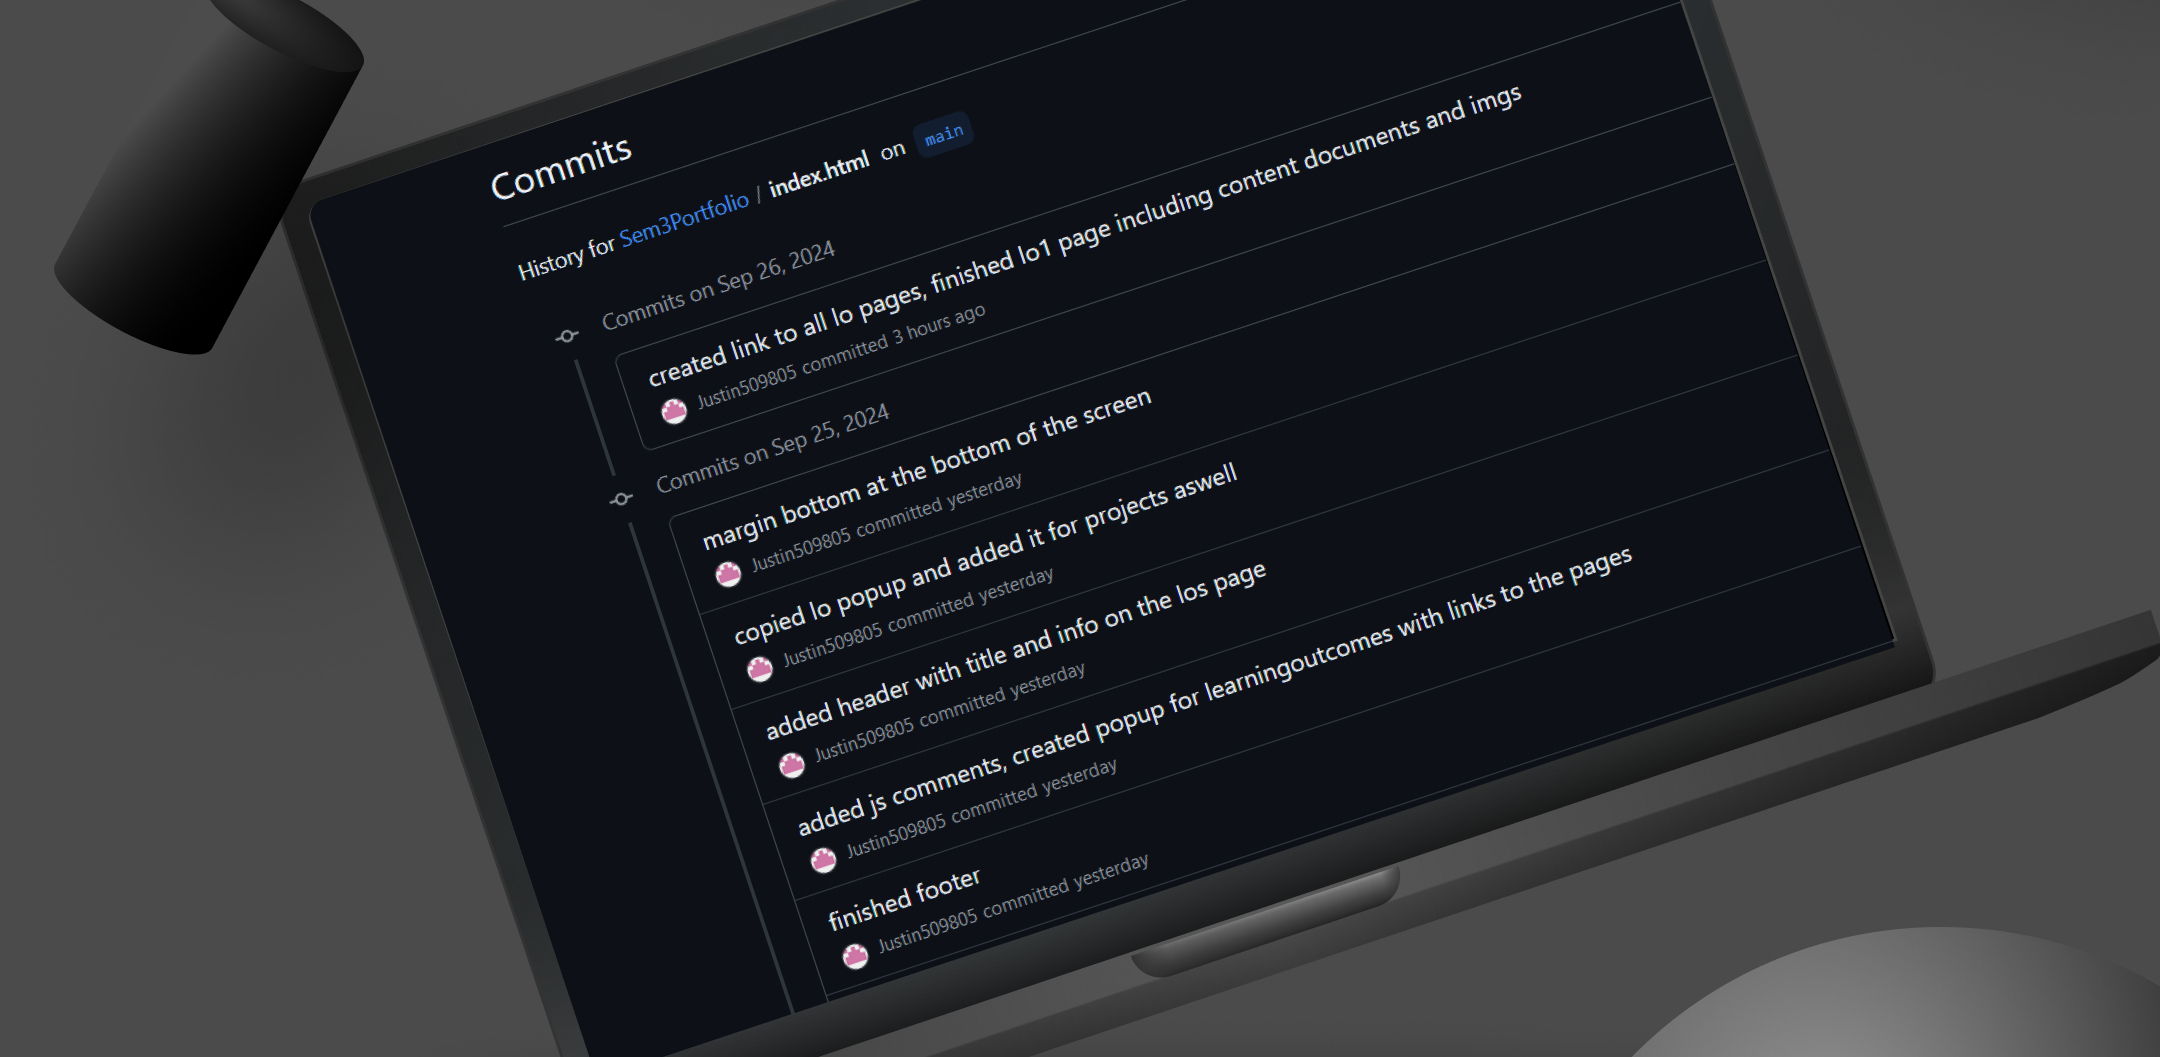 Commits
History for Sem3Portfolio / index.html on main
Commits on Sep 26, 2024
created link to all lo pages, finished lo1 page including content documents and imgs
Justin509805 committed 3 hours ago
Commits on Sep 25, 2024
margin bottom at the bottom of the screen
Justin509805 committed yesterday
copied lo popup and added it for projects aswell
Justin509805 committed yesterday
added header with title and info on the los page
Justin509805 committed yesterday
added js comments, created popup for learningoutcomes with links to the pages
Justin509805 committed yesterday
finished footer
Justin509805 committed yesterday